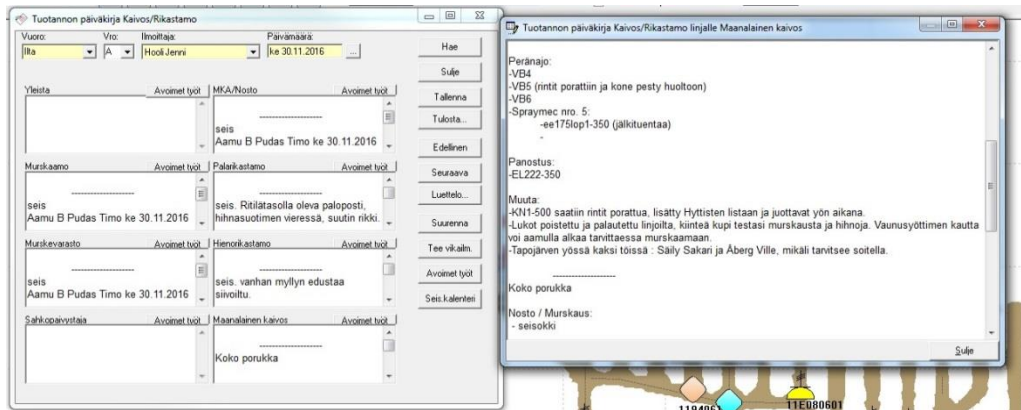 Tuotannon päiväkirja Kaivos/Rikastamo
Vuoro: Vro: Ilmoittaja: Päivämäärä:
Ilta A Hooli Jenni ke 30.11.2016 ...
Hae
Sulje
Tallenna
Tulosta...
Edellinen
Seuraava
Luettelo...
Suurenna
Tee vikailm.
Avoimet työt
Seis.kalenteri
Yleista Avoimet työt
MKA/Nosto Avoimet työt
--------------------
seis
Aamu B Pudas Timo ke 30.11.2016
Murskaamo Avoimet työt
--------------------
seis
Aamu B Pudas Timo ke 30.11.2016
Palarikastamo Avoimet työt
--------------------
seis. Ritilätasolla oleva paloposti,
hihnasuotimen vieressä, suutin rikki.
Murskevarasto Avoimet työt
--------------------
seis
Aamu B Pudas Timo ke 30.11.2016
Hienorikastamo Avoimet työt
--------------------
seis. vanhan myllyn edustaa
siivoiltu.
Sahkopaivystaja Avoimet työt
Maanalainen kaivos Avoimet työt
--------------------
Koko porukka
Tuotannon päiväkirja Kaivos/Rikastamo linjalle Maanalainen kaivos
Peränajo:
-VB4
-VB5 (rintit porattiin ja kone pesty huoltoon)
-VB6
-Spraymec nro. 5:
-ee175lop1-350 (jälkituentaa)
-
Panostus:
-EL222-350
Muuta:
-KN1-500 saatiin rintit porattua, lisätty Hyttisten listaan ja juottavat yön aikana.
-Lukot poistettu ja palautettu linjoilta, kiinteä kupi testasi murskausta ja hihnoja. Vaunusyöttimen kautta
voi aamulla alkaa tarvittaessa murskaamaan.
-Tapojärven yössä kaksi töissä : Säily Sakari ja Åberg Ville, mikäli tarvitsee soitella.
--------------------
Koko porukka
Nosto / Murskaus:
- seisokki
Sulje
11E080601